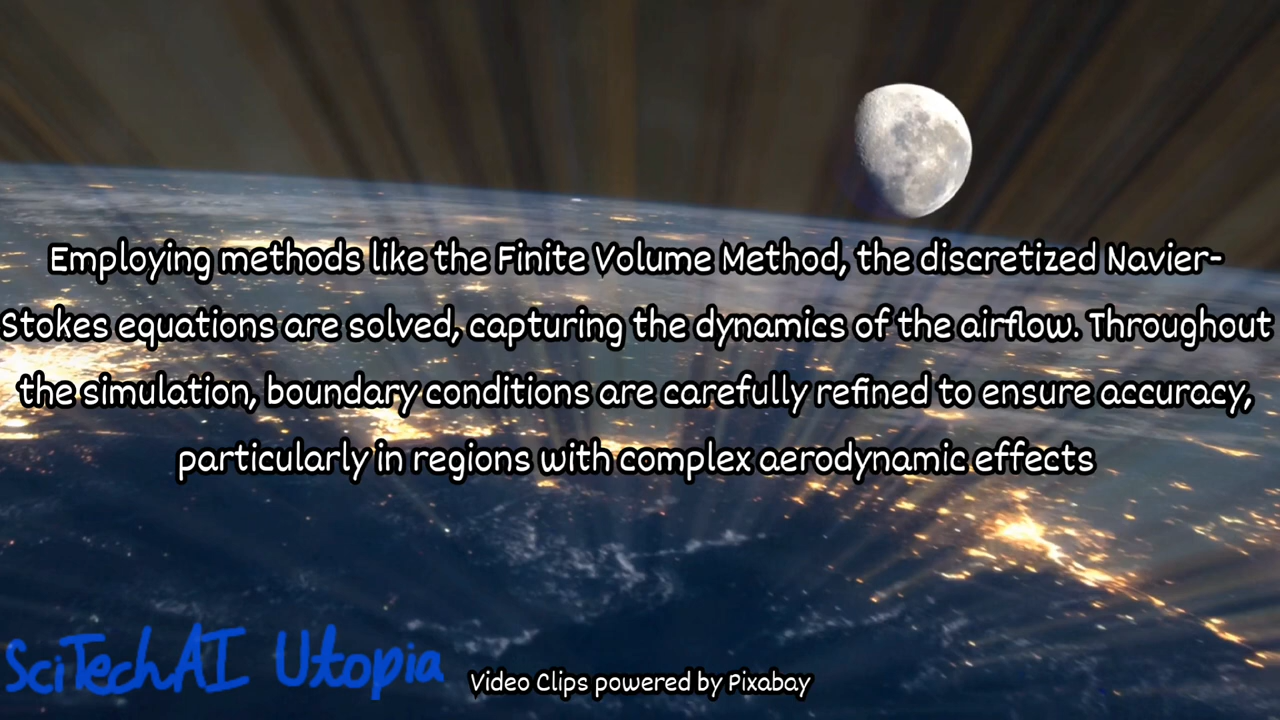 Employing methods like the Finite Volume Method, the discretized Navier-
Stokes equations are solved, capturing the dynamics of the airflow. Throughout
the simulation, boundary conditions are carefully refined to ensure accuracy,
particularly in regions with complex aerodynamic effects
SciTechAI Utopia
Video Clips powered by Pixabay